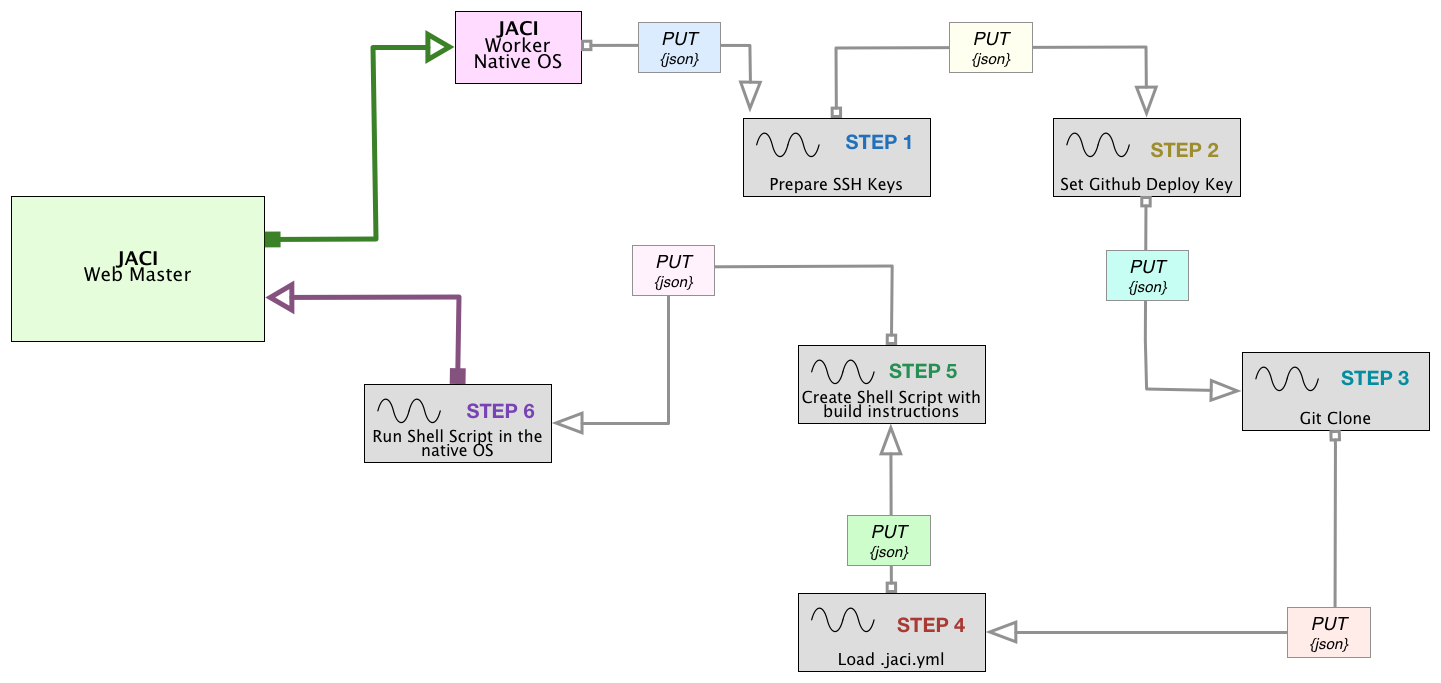 JACI
Worker
Native OS
PUT
{json}
PUT
{json}
STEP 1
Prepare SSH Keys
STEP 2
Set Github Deploy Key
JACI
Web Master
PUT
{json}
PUT
{json}
STEP 3
Git Clone
STEP 5
Create Shell Script with
build instructions
STEP 6
Run Shell Script in the
native OS
PUT
{json}
STEP 4
Load .jaci.yml
PUT
{json}